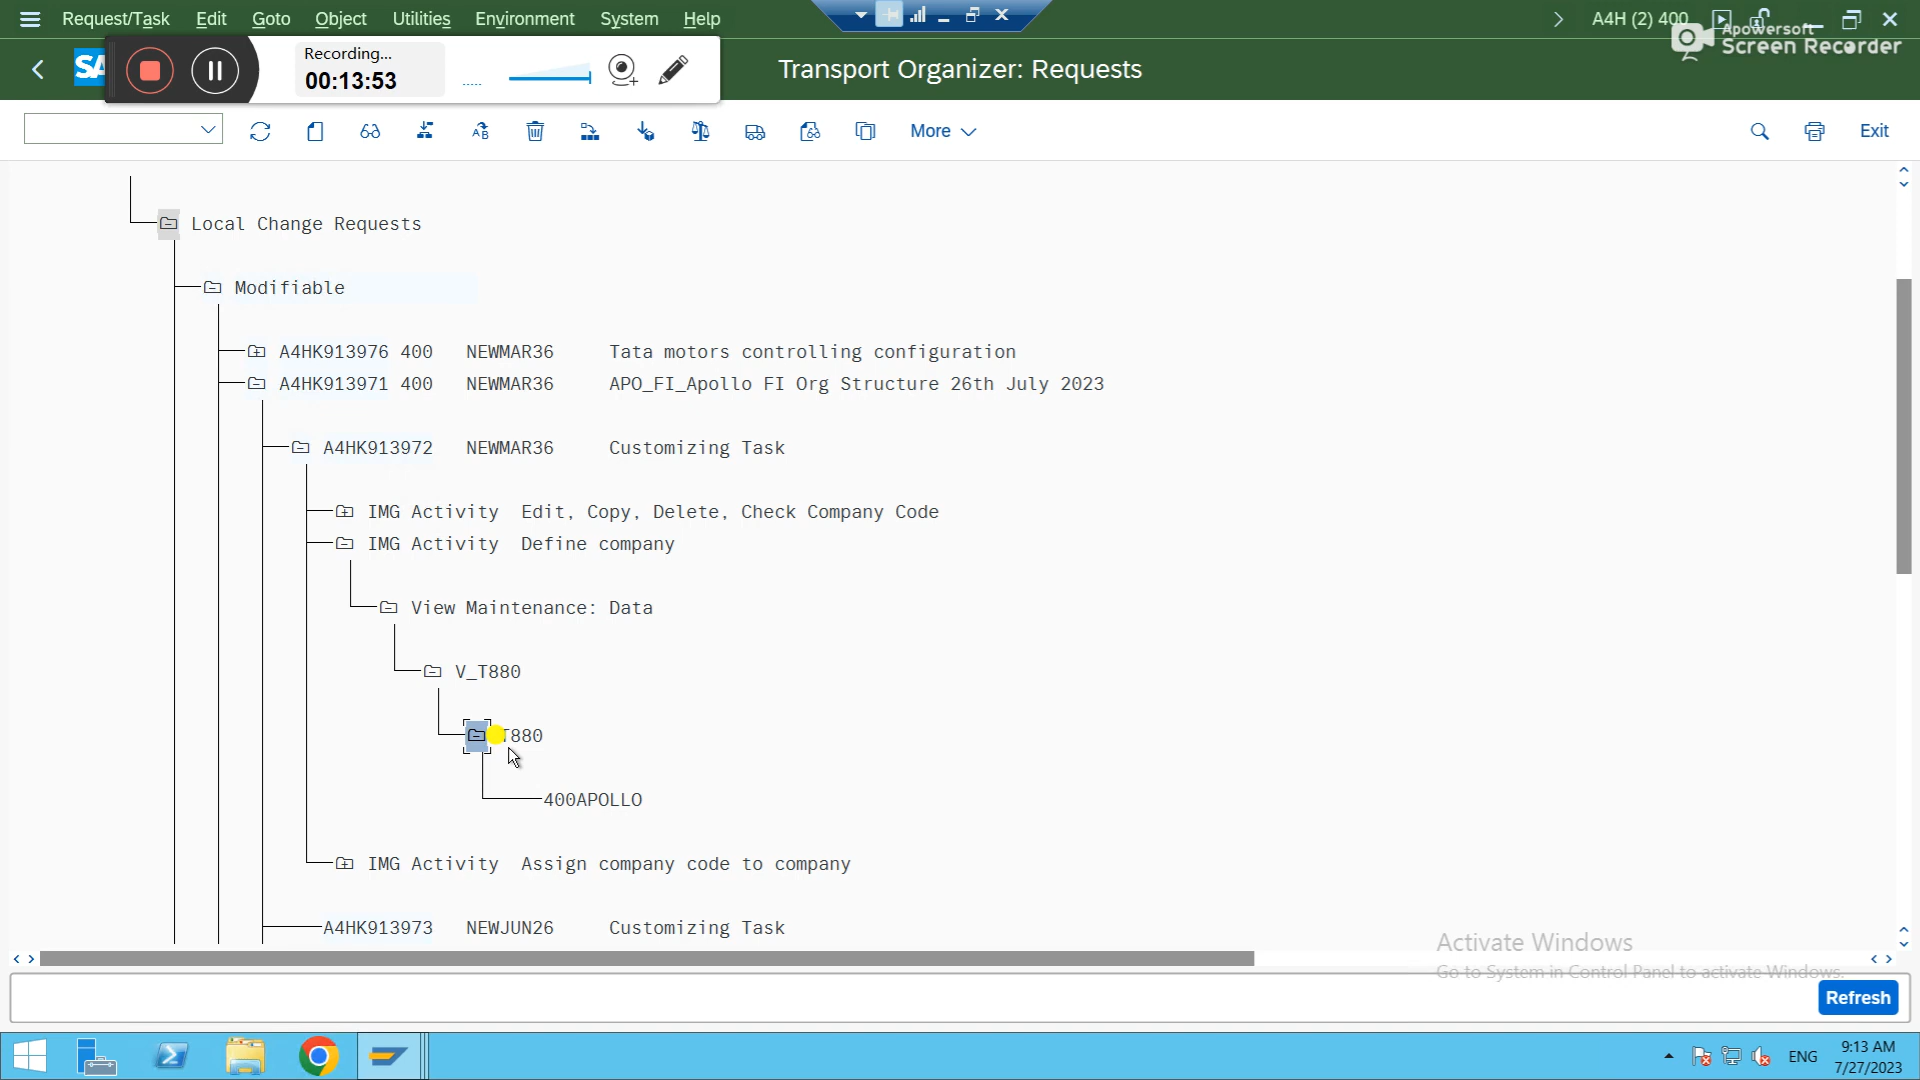 Request/Task Edit Goto Object Utilities Environment System Help A4H (2) 400
Apowersoft
Screen Recorder
SA
Recording...
00:13:53
Transport Organizer: Requests
More Exit
Local Change Requests
Modifiable
A4HK913976 400 NEWMAR36 Tata motors controlling configuration
A4HK913971 400 NEWMAR36 APO_FI_Apollo FI Org Structure 26th July 2023
A4HK913972 NEWMAR36 Customizing Task
IMG Activity Edit, Copy, Delete, Check Company Code
IMG Activity Define company
View Maintenance: Data
V_T880
T880
400APOLLO
IMG Activity Assign company code to company
A4HK913973 NEWJUN26 Customizing Task
Activate Windows
Go to System in Control Panel to activate Windows.
Refresh
ENG
9:13 AM
7/27/2023